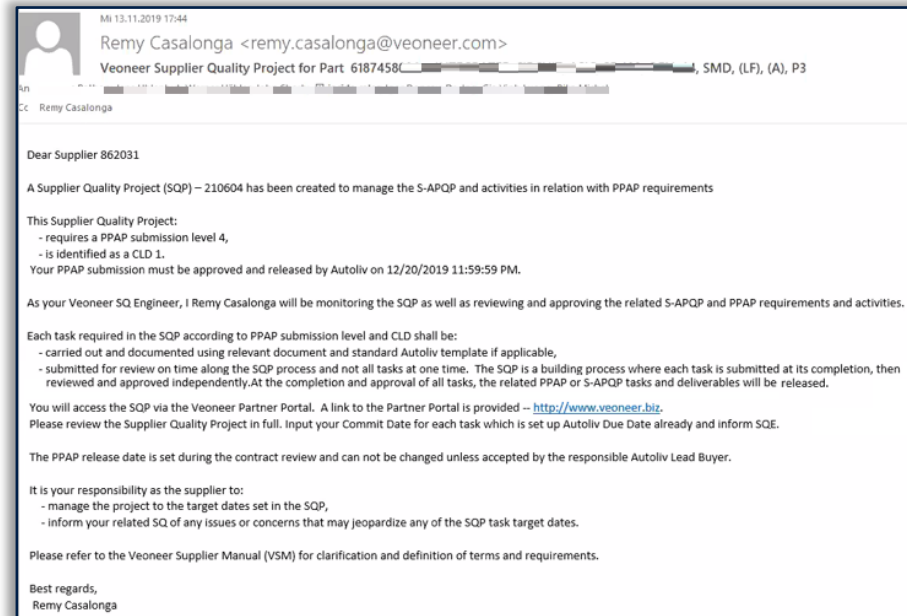 Mi 13.11.2019 17:44
Remy Casalonga <remy.casalonga@veoneer.com>
Veoneer Supplier Quality Project for Part 6187458 , SMD, (LF), (A), P3
An
Cc Remy Casalonga
Dear Supplier 862031
A Supplier Quality Project (SQP) – 210604 has been created to manage the S-APQP and activities in relation with PPAP requirements
This Supplier Quality Project:
- requires a PPAP submission level 4,
- is identified as a CLD 1.
Your PPAP submission must be approved and released by Autoliv on 12/20/2019 11:59:59 PM.
As your Veoneer SQ Engineer, I Remy Casalonga will be monitoring the SQP as well as reviewing and approving the related S-APQP and PPAP requirements and activities.
Each task required in the SQP according to PPAP submission level and CLD shall be:
- carried out and documented using relevant document and standard Autoliv template if applicable,
- submitted for review on time along the SQP process and not all tasks at one time. The SQP is a building process where each task is submitted at its completion, then
reviewed and approved independently.At the completion and approval of all tasks, the related PPAP or S-APQP tasks and deliverables will be released.
You will access the SQP via the Veoneer Partner Portal. A link to the Partner Portal is provided -- http://www.veoneer.biz.
Please review the Supplier Quality Project in full. Input your Commit Date for each task which is set up Autoliv Due Date already and inform SQE.
The PPAP release date is set during the contract review and can not be changed unless accepted by the responsible Autoliv Lead Buyer.
It is your responsibility as the supplier to:
- manage the project to the target dates set in the SQP,
- inform your related SQ of any issues or concerns that may jeopardize any of the SQP task target dates.
Please refer to the Veoneer Supplier Manual (VSM) for clarification and definition of terms and requirements.
Best regards,
Remy Casalonga